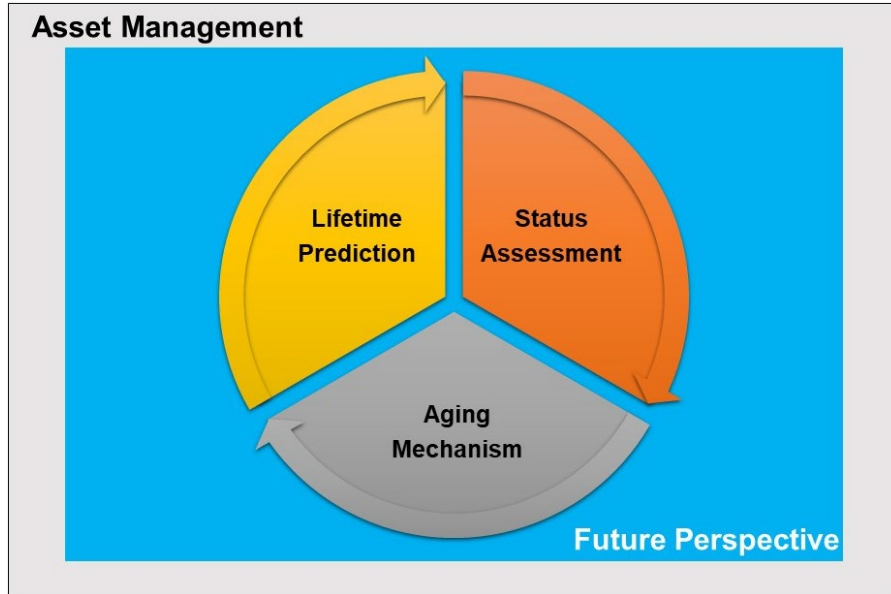 Asset Management
Lifetime
Prediction
Status
Assessment
Aging
Mechanism
Future Perspective